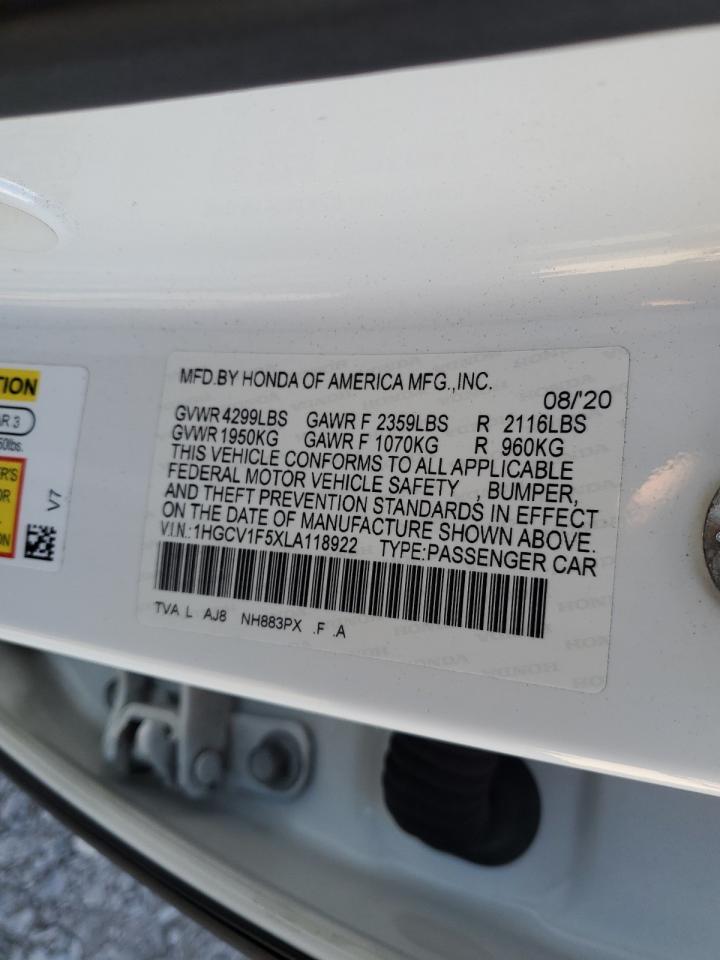 MFD.BY HONDA OF AMERICA MFG.,INC. 08/'20
GVWR 4299LBS GAWR F 2359LBS R 2116LBS
GVWR 1950KG GAWR F 1070KG R 960KG
THIS VEHICLE CONFORMS TO ALL APPLICABLE
FEDERAL MOTOR VEHICLE SAFETY , BUMPER,
AND THEFT PREVENTION STANDARDS IN EFFECT
ON THE DATE OF MANUFACTURE SHOWN ABOVE.
V.I.N.:1HGCV1F5XLA118922 TYPE:PASSENGER CAR
TVA L AJ8 NH883PX .F .A
HONDA HONDA
V7